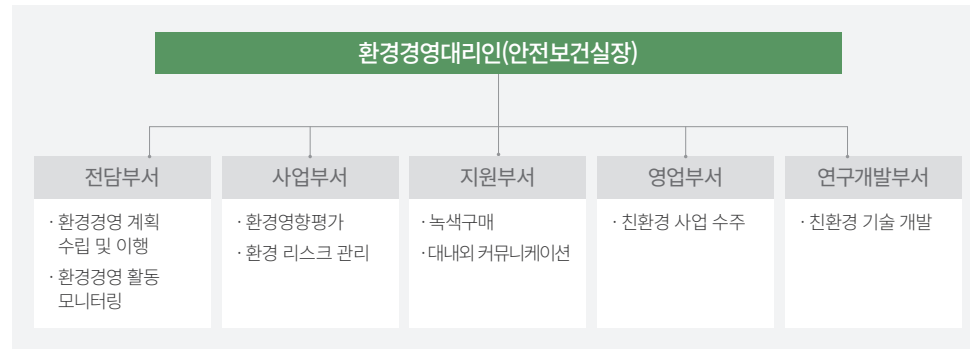 환경경영대리인(안전보건실장)
전담부서
· 환경경영 계획
수립 및 이행
· 환경경영 활동
모니터링
사업부서
· 환경영향평가
· 환경 리스크 관리
지원부서
· 녹색구매
· 대내외 커뮤니케이션
영업부서
· 친환경 사업 수주
연구개발부서
· 친환경 기술 개발